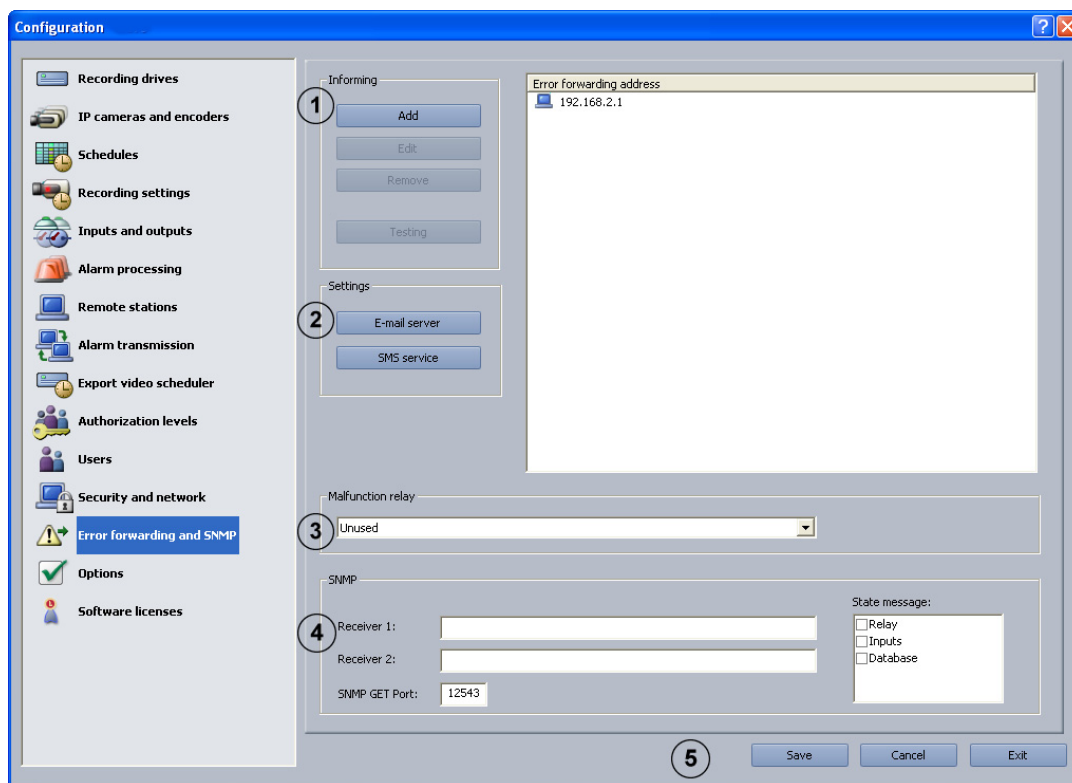 Configuration
Recording drives
IP cameras and encoders
Schedules
Recording settings
Inputs and outputs
Alarm processing
Remote stations
Alarm transmission
Export video scheduler
Authorization levels
Users
Security and network
Error forwarding and SNMP
Options
Software licenses
Informing
1
Add
Edit
Remove
Testing
Settings
2
E-mail server
SMS service
Error forwarding address
192.168.2.1
Malfunction relay
3
Unused
SNMP
4
Receiver 1:
Receiver 2:
SNMP GET Port: 12543
State message:
Relay
Inputs
Database
5
Save
Cancel
Exit